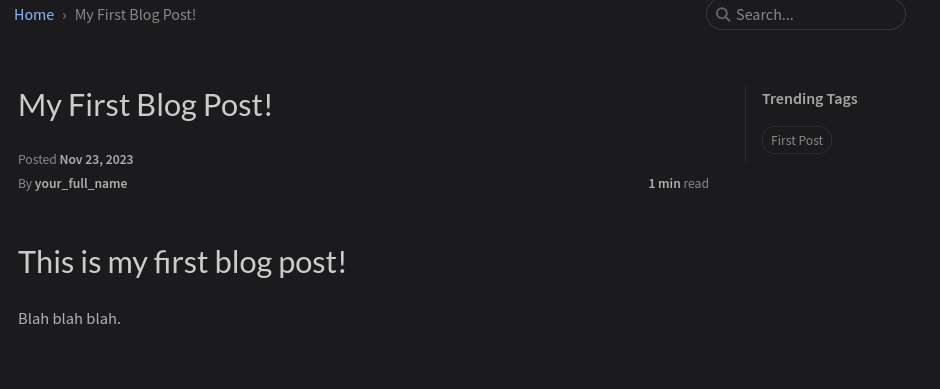 Home › My First Blog Post!
Search...
My First Blog Post!
Posted Nov 23, 2023
By your_full_name
1 min read
Trending Tags
First Post
This is my first blog post!
Blah blah blah.